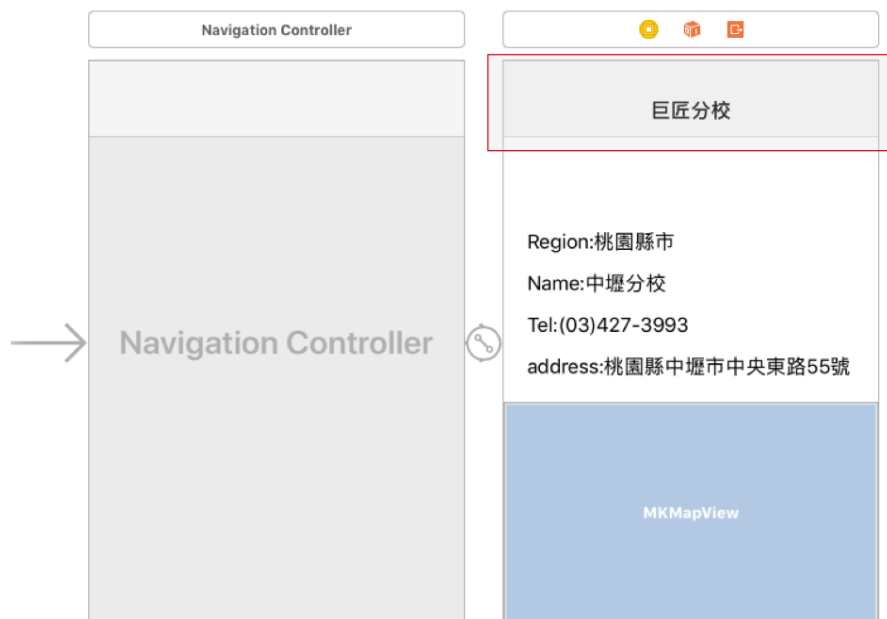 Navigation Controller
巨匠分校
Region:桃園縣市
Name:中壢分校
Tel:(03)427-3993
address:桃園縣中壢市中央東路55號
Navigation Controller
MKMapView